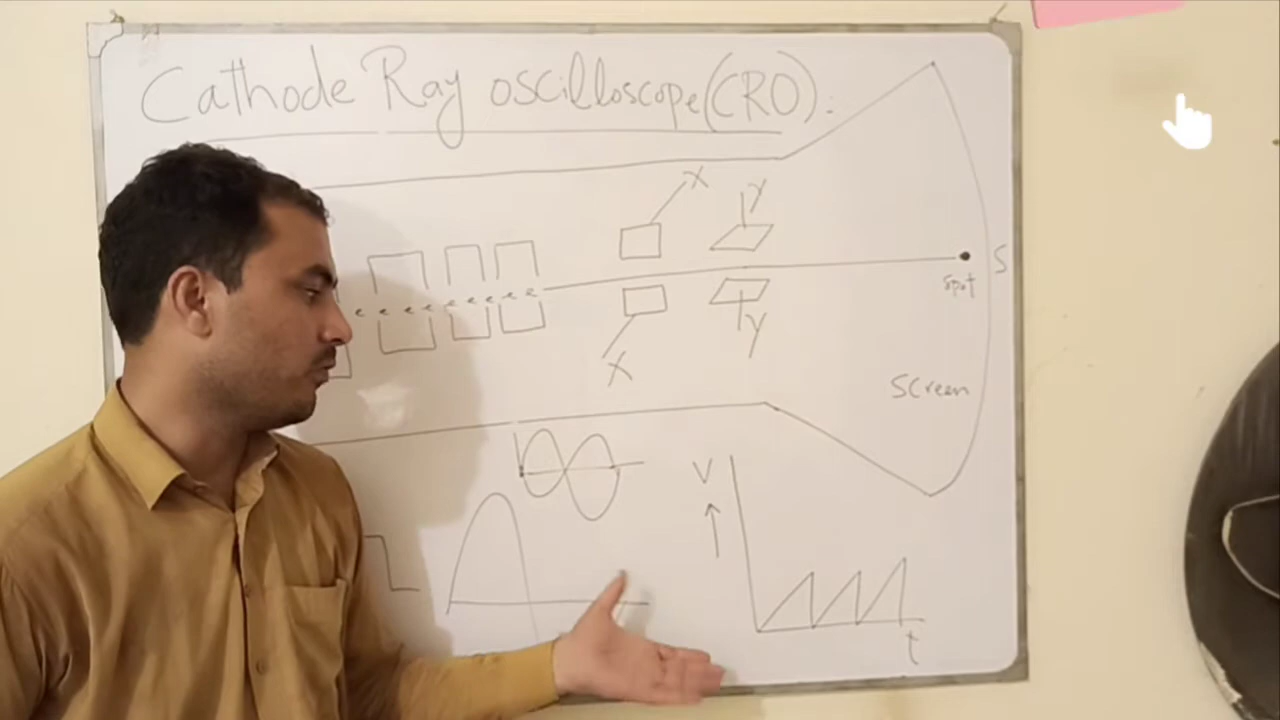 Cathode Ray oscilloscope (CRO):
X Y
S
e e e e e e e e e
spot
X Y
Screen
V
t